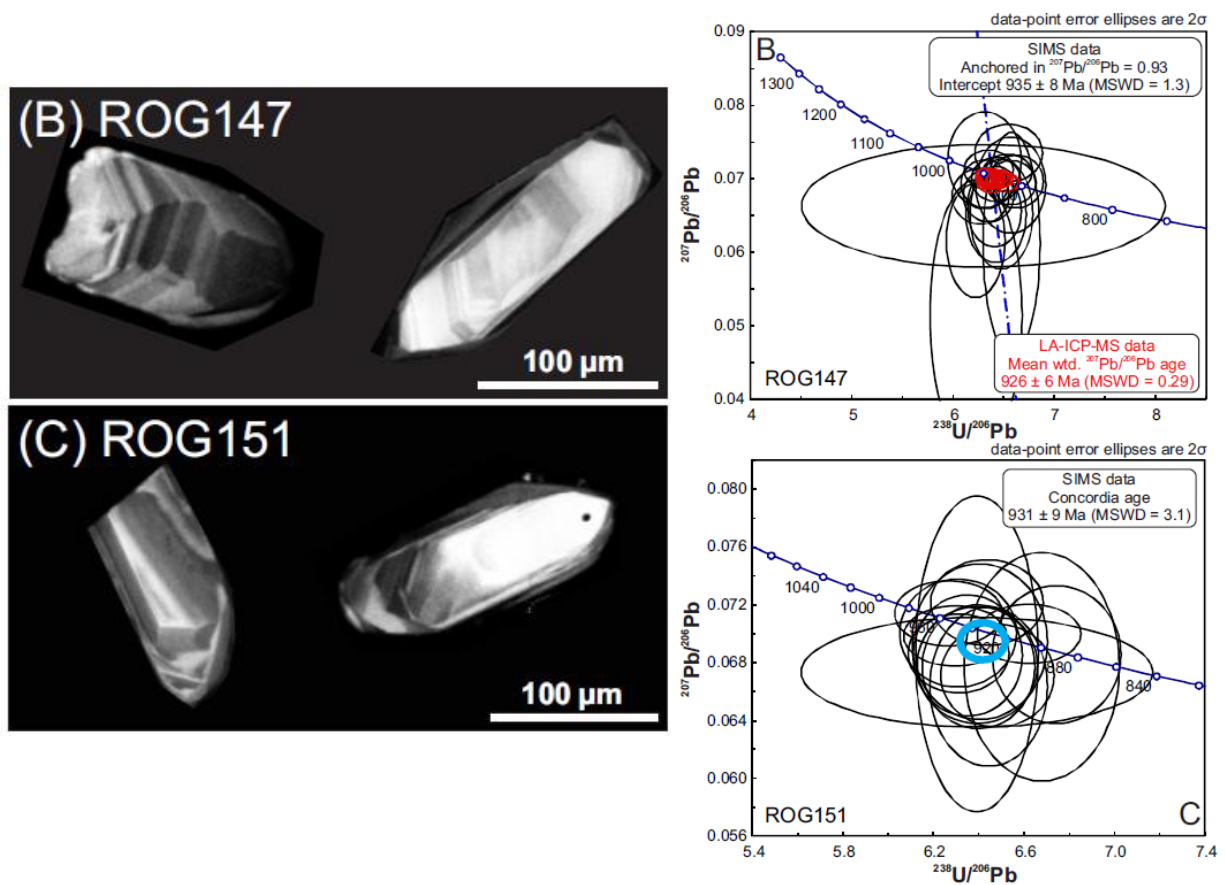 (B) ROG147
100 µm
(C) ROG151
100 µm
data-point error ellipses are 2σ
B
SIMS data
Anchored in ²⁰⁷Pb/²⁰⁶Pb = 0.93
Intercept 935 ± 8 Ma (MSWD = 1.3)
0.09
0.08
0.07
0.06
0.05
0.04
²⁰⁷Pb/²⁰⁶Pb
1300
1200
1100
1000
800
LA-ICP-MS data
Mean wtd. ²⁰⁷Pb/²⁰⁶Pb age
926 ± 6 Ma (MSWD = 0.29)
ROG147
4 5 6 7 8
²³⁸U/²⁰⁶Pb
data-point error ellipses are 2σ
SIMS data
Concordia age
931 ± 9 Ma (MSWD = 3.1)
0.080
0.076
0.072
0.068
0.064
0.060
0.056
²⁰⁷Pb/²⁰⁶Pb
1040
1000
960
920
880
840
ROG151
C
5.4 5.8 6.2 6.6 7.0 7.4
²³⁸U/²⁰⁶Pb